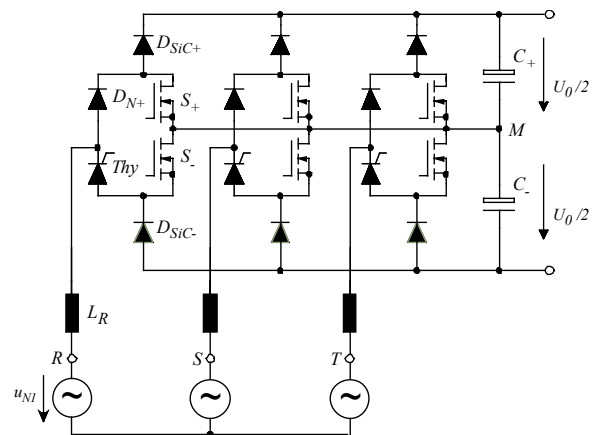 D_SiC+
C_+
D_N+
S_+
U_0/2
M
Thy
S_-
C_-
U_0/2
D_SiC-
L_R
R
S
T
u_N1
~
~
~